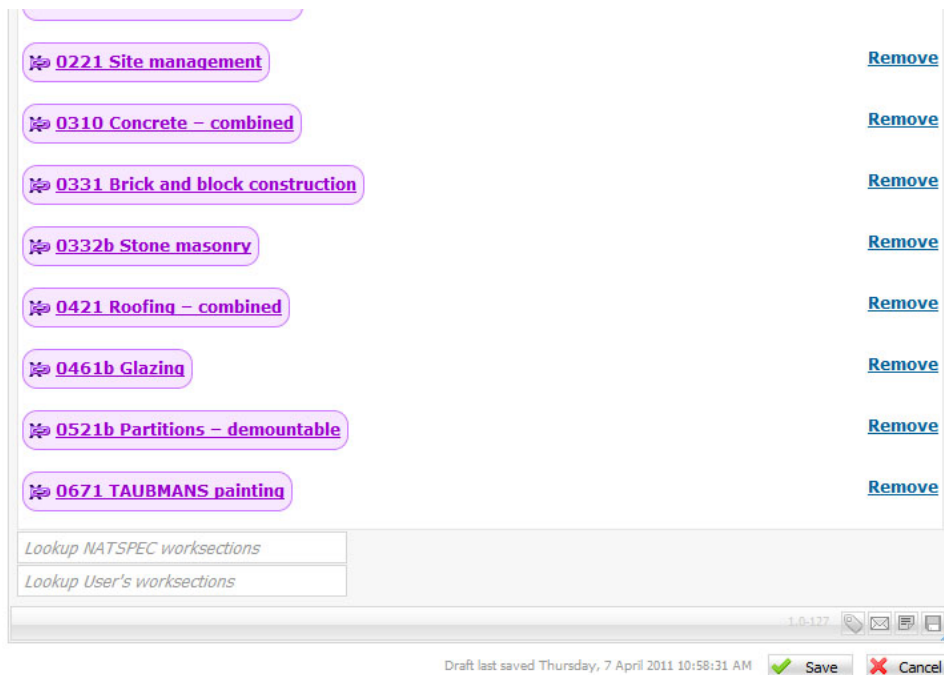 0221 Site management Remove
0310 Concrete – combined Remove
0331 Brick and block construction Remove
0332b Stone masonry Remove
0421 Roofing – combined Remove
0461b Glazing Remove
0521b Partitions – demountable Remove
0671 TAUBMANS painting Remove
Lookup NATSPEC worksections
Lookup User's worksections
1.0-127
Draft last saved Thursday, 7 April 2011 10:58:31 AM Save Cancel